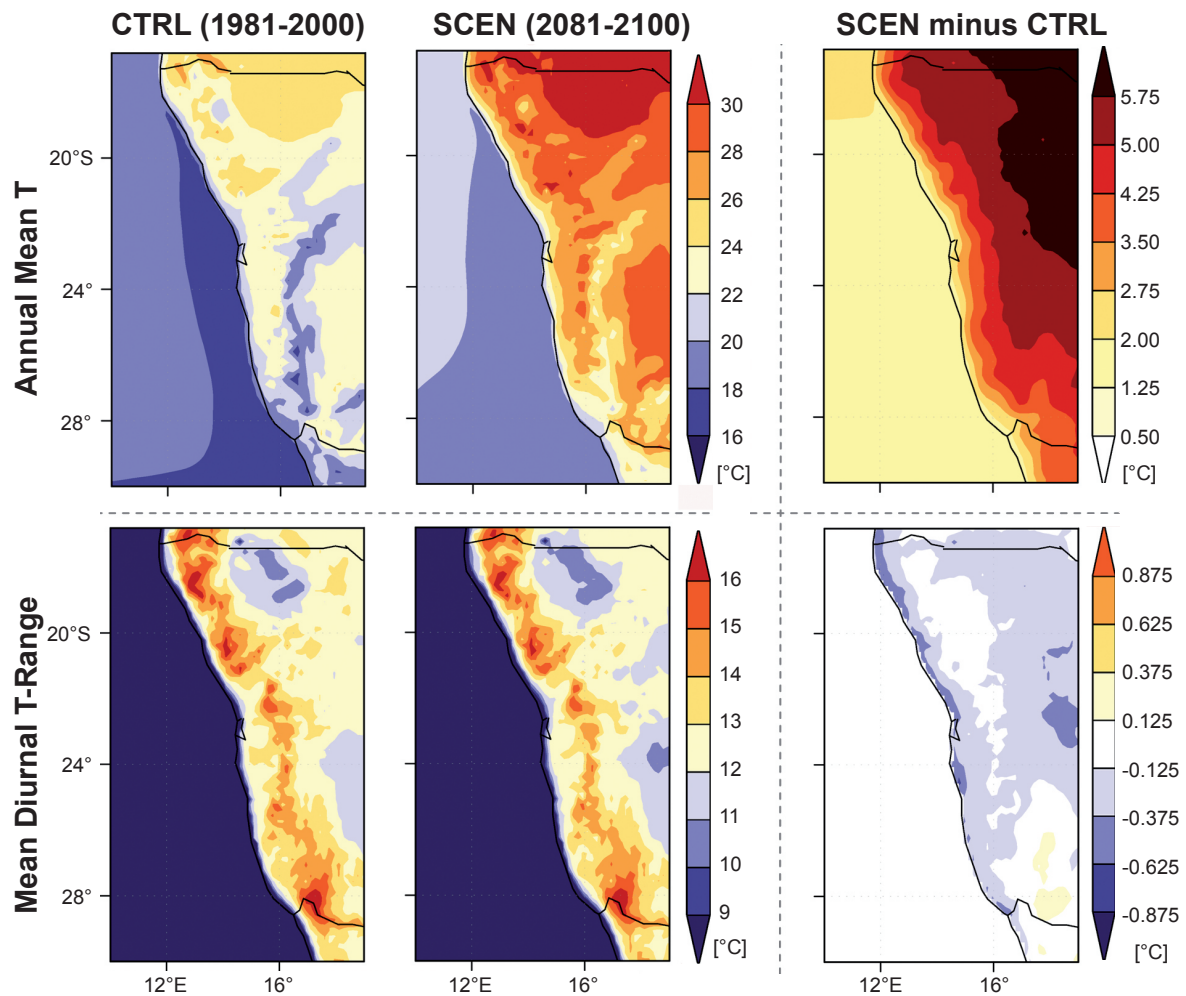 CTRL (1981-2000)
SCEN (2081-2100)
SCEN minus CTRL
Annual Mean T
20°S
24°
28°
30
28
26
24
22
20
18
16
[°C]
5.75
5.00
4.25
3.50
2.75
2.00
1.25
0.50
[°C]
Mean Diurnal T-Range
20°S
24°
28°
12°E
16°
12°E
16°
16
15
14
13
12
11
10
9
[°C]
0.875
0.625
0.375
0.125
-0.125
-0.375
-0.625
-0.875
[°C]
12°E
16°